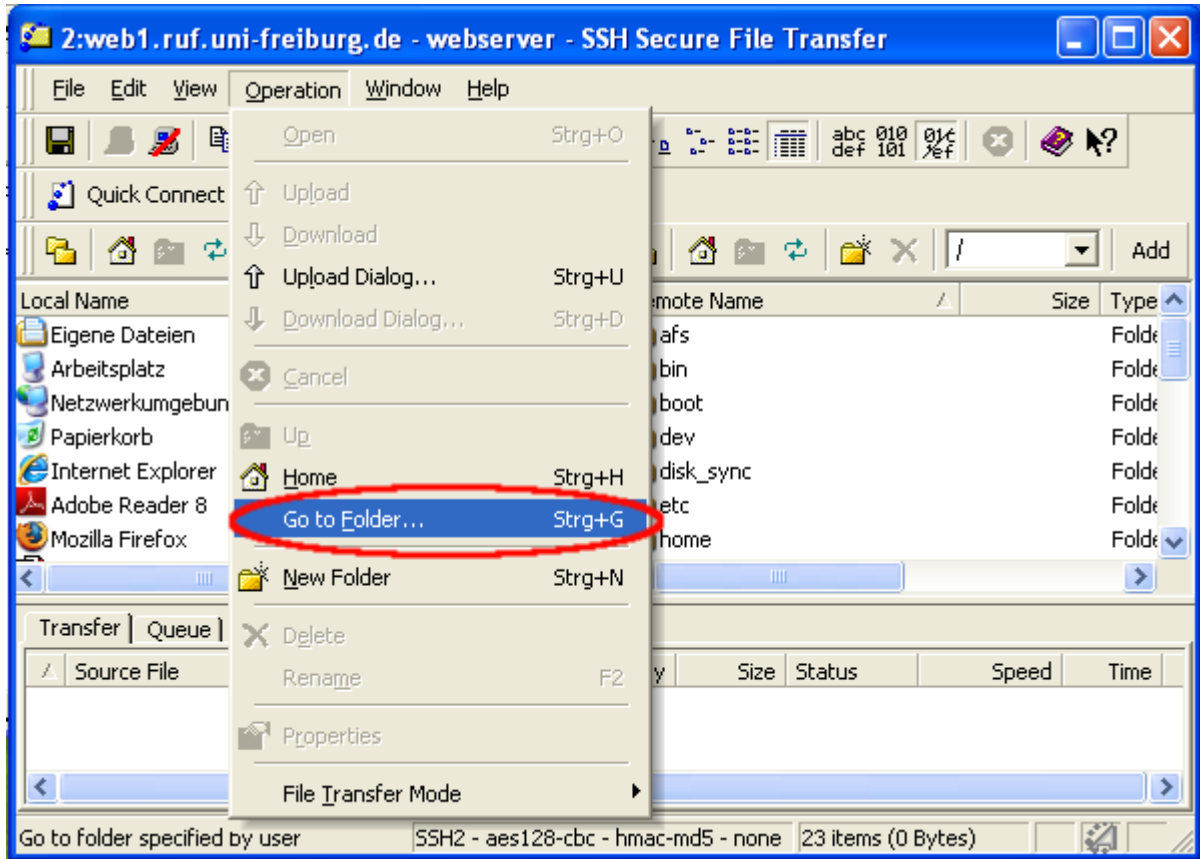 2:web1.ruf.uni-freiburg.de - webserver - SSH Secure File Transfer
File Edit View Operation Window Help
abc def 010 101
Quick Connect
/ Add
Open Strg+O
Upload
Download
Upload Dialog... Strg+U
Download Dialog... Strg+D
Cancel
Up
Home Strg+H
Go to Folder... Strg+G
New Folder Strg+N
Delete
Rename F2
Properties
File Transfer Mode
Local Name
Eigene Dateien
Arbeitsplatz
Netzwerkumgebun
Papierkorb
Internet Explorer
Adobe Reader 8
Mozilla Firefox
mote Name Size Type
afs Folde
bin Folde
boot Folde
dev Folde
disk_sync Folde
etc Folde
home Folde
Transfer Queue
Source File y Size Status Speed Time
Go to folder specified by user SSH2 - aes128-cbc - hmac-md5 - none 23 items (0 Bytes)